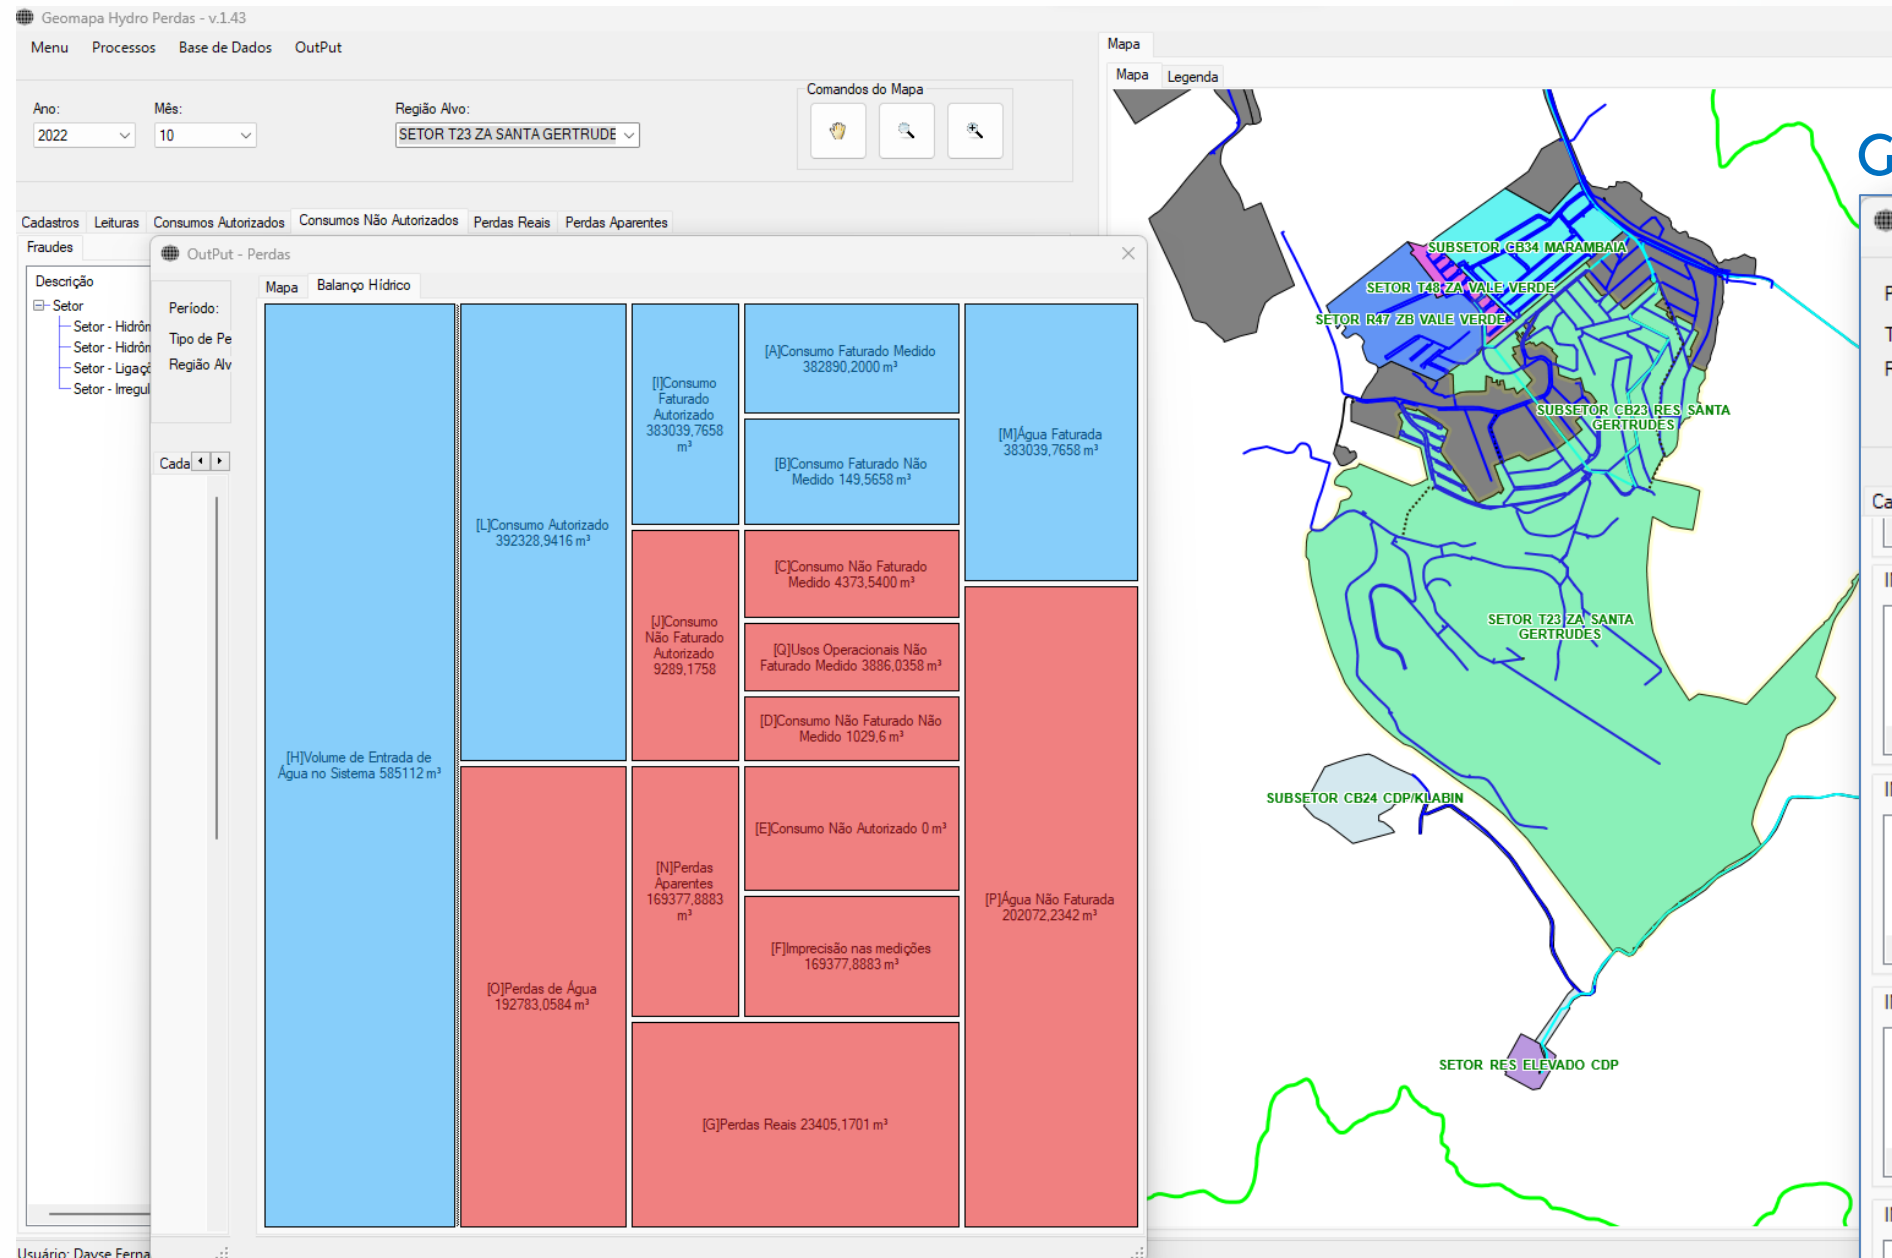 Geomapa Hydro Perdas - v.1.43
Menu Processos Base de Dados OutPut
Ano:
Mês:
Região Alvo:
Comandos do Mapa
2022
10
SETOR T23 ZA SANTA GERTRUDE
Cadastros Leituras Consumos Autorizados Consumos Não Autorizados Perdas Reais Perdas Aparentes
Fraudes
Descrição
Setor
Setor - Hidrôn
Setor - Hidrôn
Setor - Ligaçõ
Setor - Irregul
Usuário: Dayse Ferna
OutPut - Perdas
Período:
Tipo de Pe
Região Alv
Cada
Mapa Balanço Hídrico
[H]Volume de Entrada de
Água no Sistema 585112 m³
[L]Consumo Autorizado
392328,9416 m³
[O]Perdas de Água
192783,0584 m³
[I]Consumo
Faturado
Autorizado
383039,7658
m³
[J]Consumo
Não Faturado
Autorizado
9289,1758
[N]Perdas
Aparentes
169377,8883
m³
[A]Consumo Faturado Medido
382890,2000 m³
[B]Consumo Faturado Não
Medido 149,5658 m³
[C]Consumo Não Faturado
Medido 4373,5400 m³
[Q]Usos Operacionais Não
Faturado Medido 3886,0358 m³
[D]Consumo Não Faturado Não
Medido 1029,6 m³
[E]Consumo Não Autorizado 0 m³
[F]Imprecisão nas medições
169377,8883 m³
[G]Perdas Reais 23405,1701 m³
[M]Água Faturada
383039,7658 m³
[P]Água Não Faturada
202072,2342 m³
Mapa
Mapa Legenda
SUBSETOR CB34 MARAMBAIA
SETOR T48 ZA VALE VERDE
SETOR R47 ZB VALE VERDE
SUBSETOR CB23 RES SANTA
GERTRUDES
SETOR T23 ZA SANTA
GERTRUDES
SUBSETOR CB24 CDP/KLABIN
SETOR RES ELEVADO CDP
G
Ca